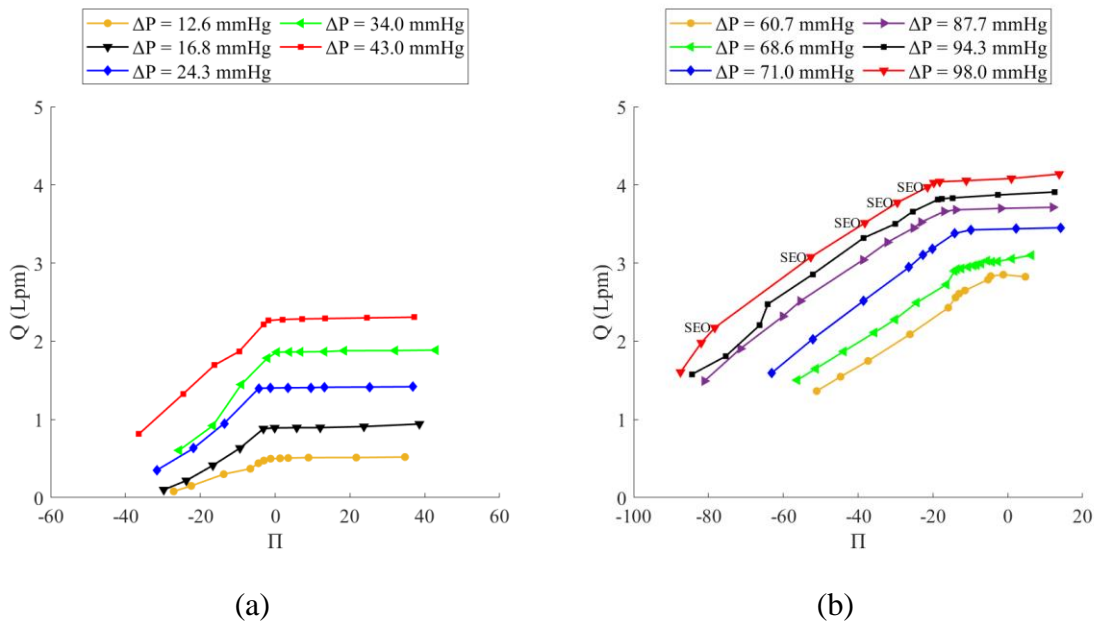 ΔP = 12.6 mmHg ΔP = 34.0 mmHg
ΔP = 16.8 mmHg ΔP = 43.0 mmHg
ΔP = 24.3 mmHg
5
4
3
2
1
0
Q (Lpm)
-60 -40 -20 0 20 40 60
Π
(a)
ΔP = 60.7 mmHg ΔP = 87.7 mmHg
ΔP = 68.6 mmHg ΔP = 94.3 mmHg
ΔP = 71.0 mmHg ΔP = 98.0 mmHg
5
4
3
2
1
0
Q (Lpm)
SEO
SEO
SEO
SEO
SEO
-100 -80 -60 -40 -20 0 20
Π
(b)